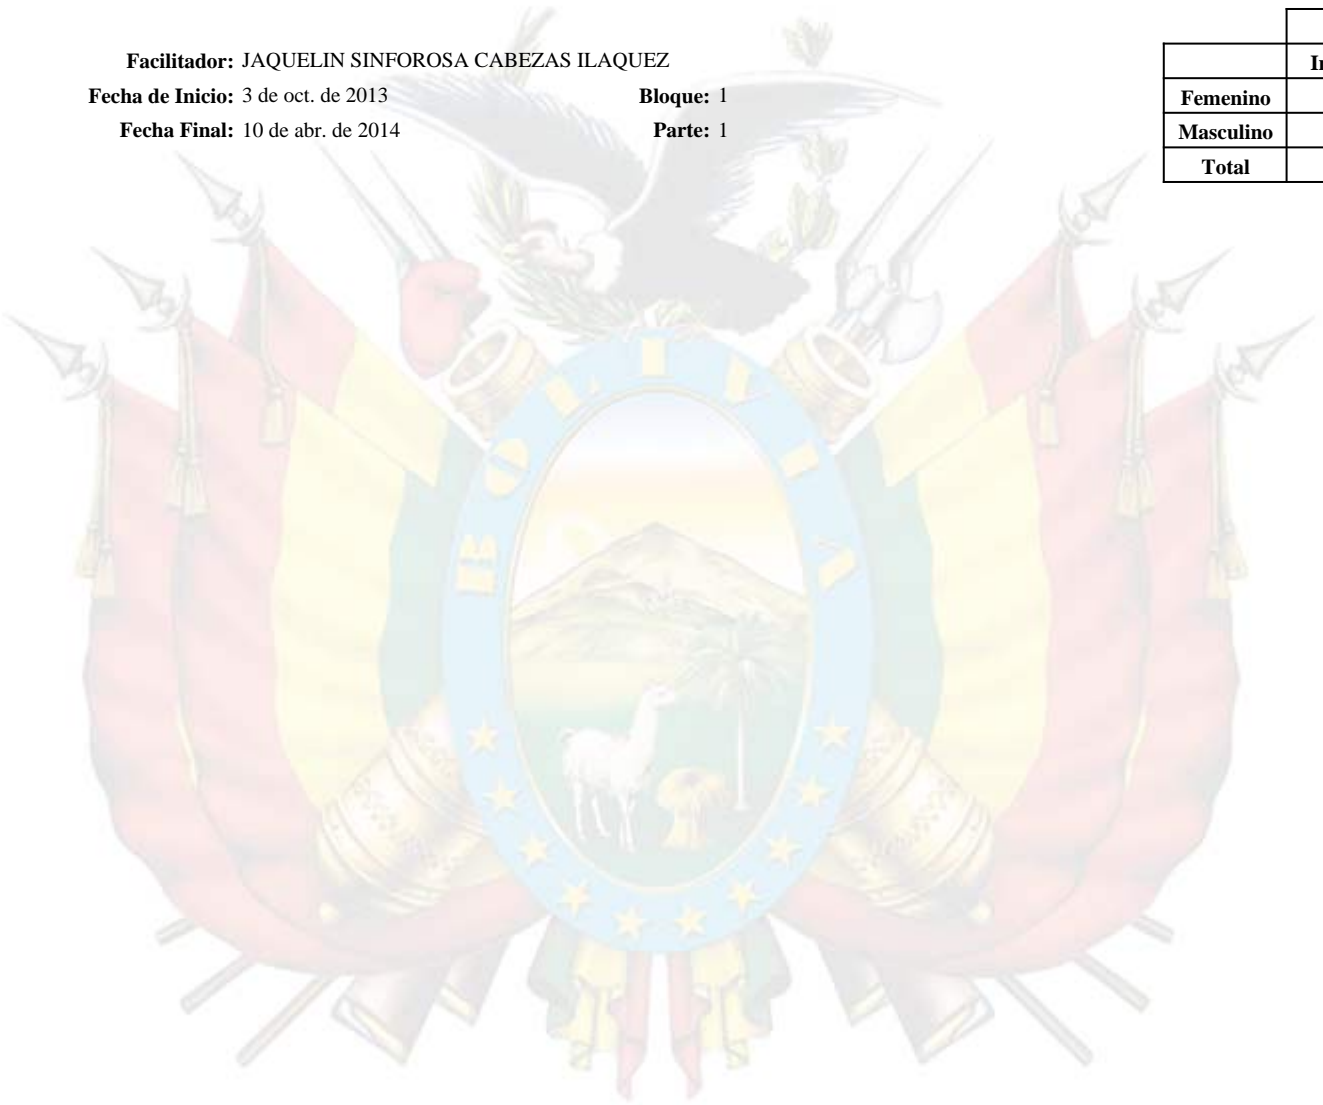 Facilitador: JAQUELIN SINFOROSA CABEZAS ILAQUEZ
Fecha de Inicio: 3 de oct. de 2013 Bloque: 1
Fecha Final: 10 de abr. de 2014 Parte: 1
Femenino
Masculino
Total
BOLIVIA